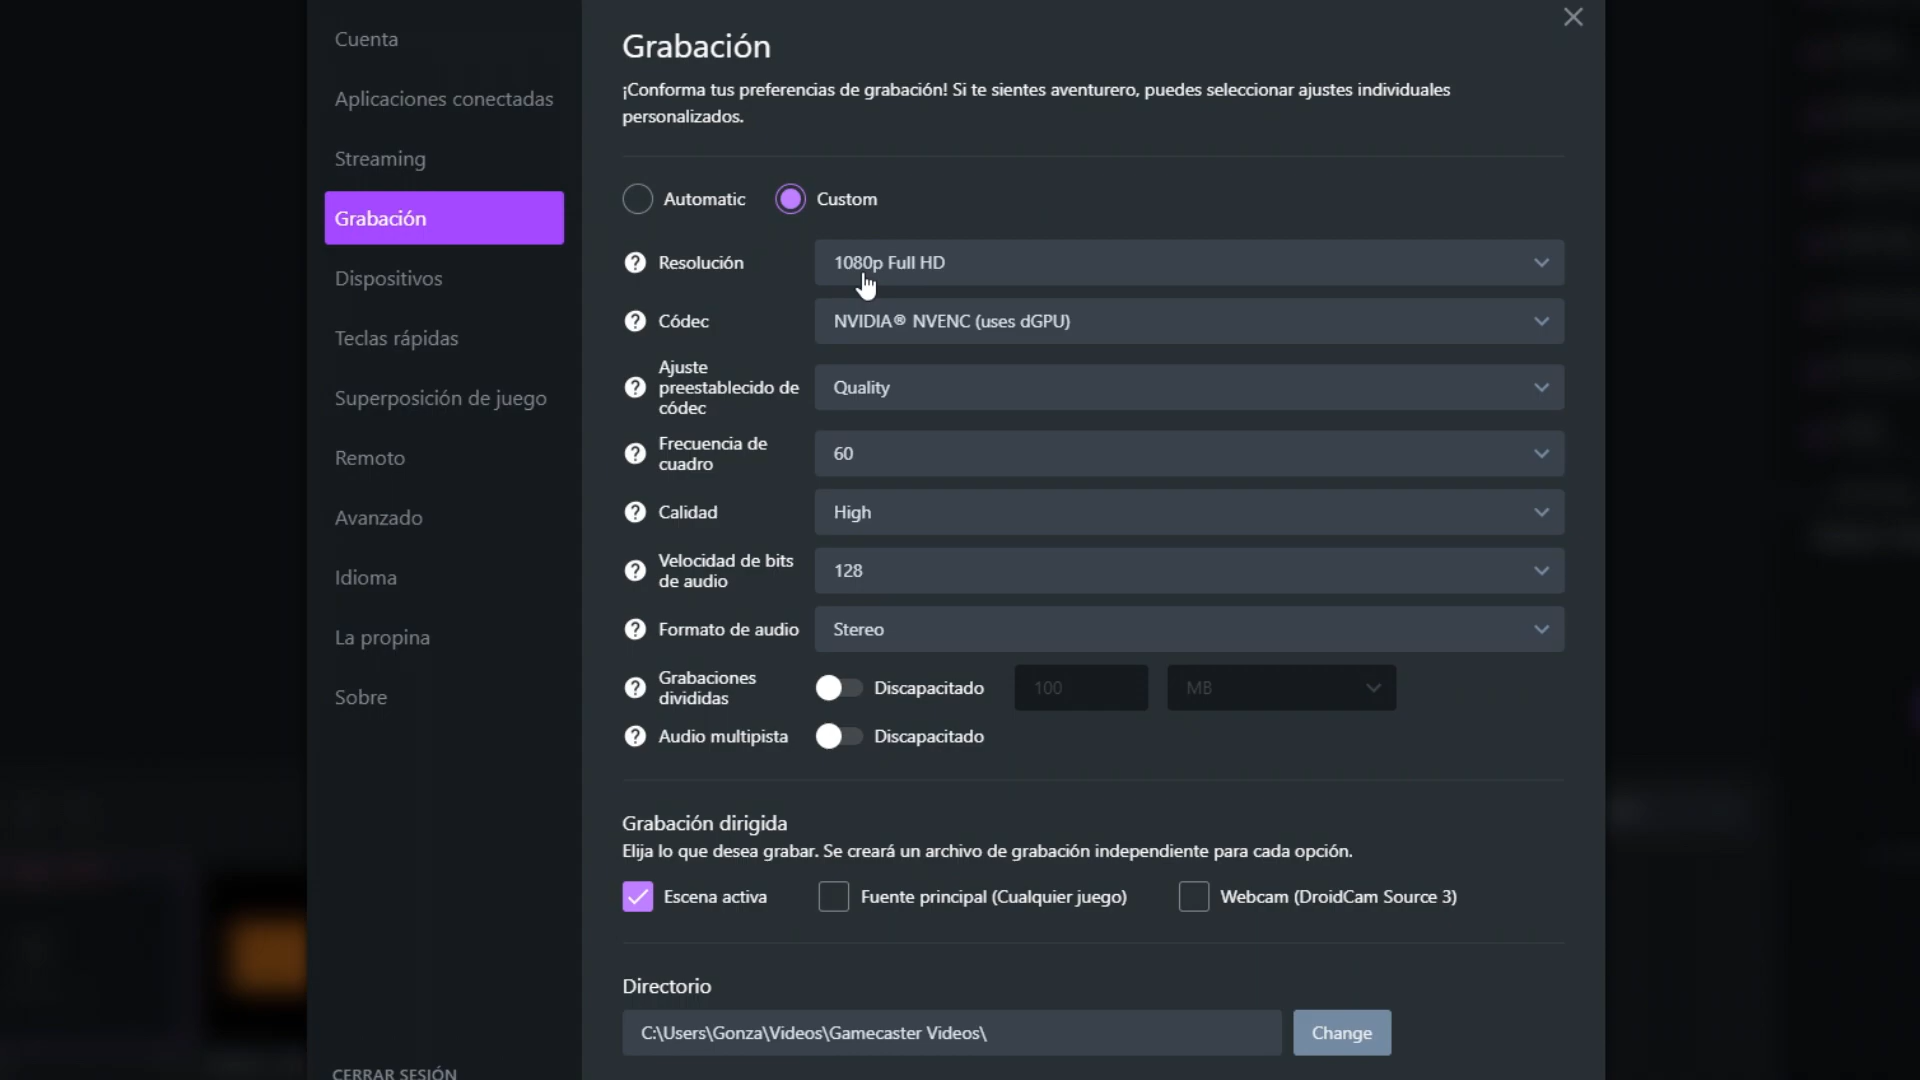 Cuenta
Aplicaciones conectadas
Streaming
Grabación
Dispositivos
Teclas rápidas
Superposición de juego
Remoto
Avanzado
Idioma
La propina
Sobre
CERRAR SESIÓN
Grabación
¡Conforma tus preferencias de grabación! Si te sientes aventurero, puedes seleccionar ajustes individuales
personalizados.
Automatic Custom
Resolución 1080p Full HD
Códec NVIDIA® NVENC (uses dGPU)
Ajuste
preestablecido de
códec
Quality
Frecuencia de
cuadro
60
Calidad High
Velocidad de bits
de audio
128
Formato de audio Stereo
Grabaciones
divididas
Discapacitado 100 MB
Audio multipista Discapacitado
Grabación dirigida
Elija lo que desea grabar. Se creará un archivo de grabación independiente para cada opción.
Escena activa Fuente principal (Cualquier juego) Webcam (DroidCam Source 3)
Directorio
C:\Users\Gonza\Videos\Gamecaster Videos\ Change